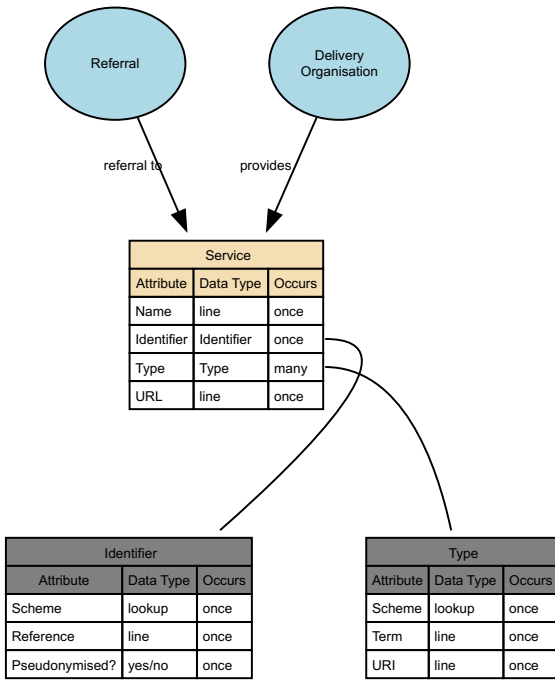 Referral
Delivery
Organisation
referral to
provides
Service
Attribute Data Type Occurs
Name line once
Identifier Identifier once
Type Type many
URL line once
Identifier
Attribute Data Type Occurs
Scheme lookup once
Reference line once
Pseudonymised? yes/no once
Type
Attribute Data Type Occurs
Scheme lookup once
Term line once
URI line once